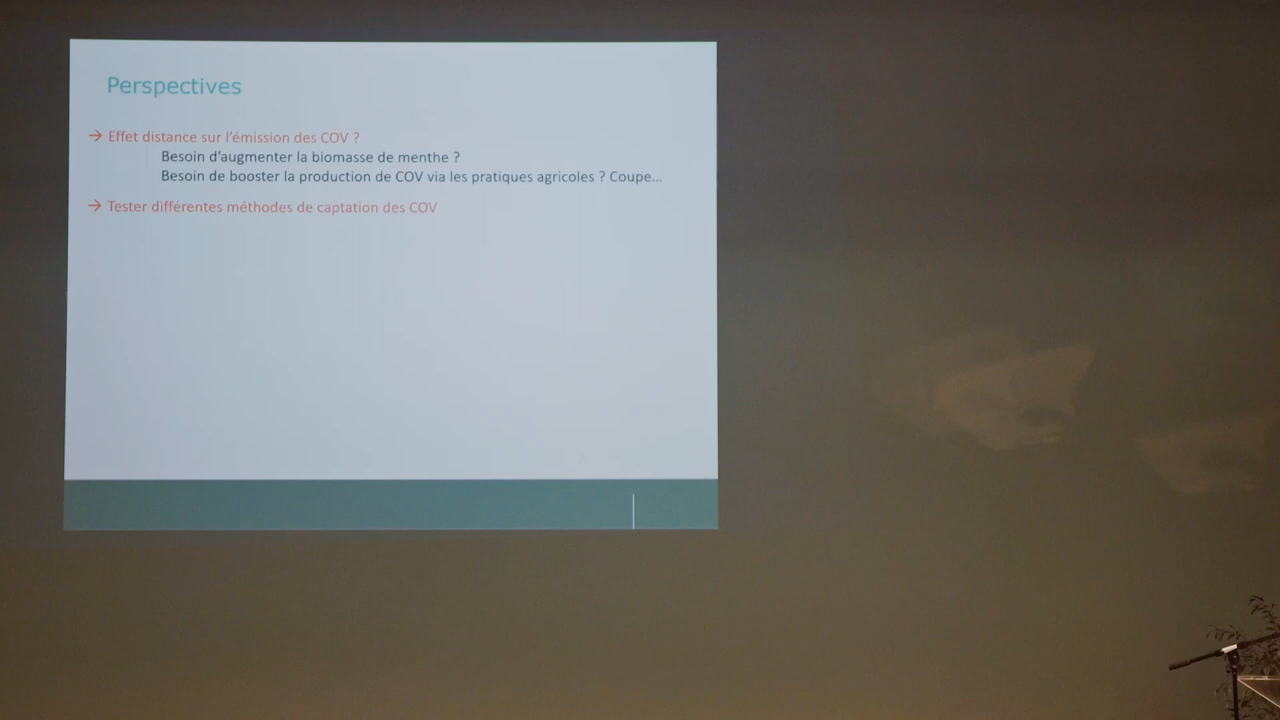 Perspectives
→ Effet distance sur l'émission des COV ?
Besoin d'augmenter la biomasse de menthe ?
Besoin de booster la production de COV via les pratiques agricoles ? Coupe...
→ Tester différentes méthodes de captation des COV